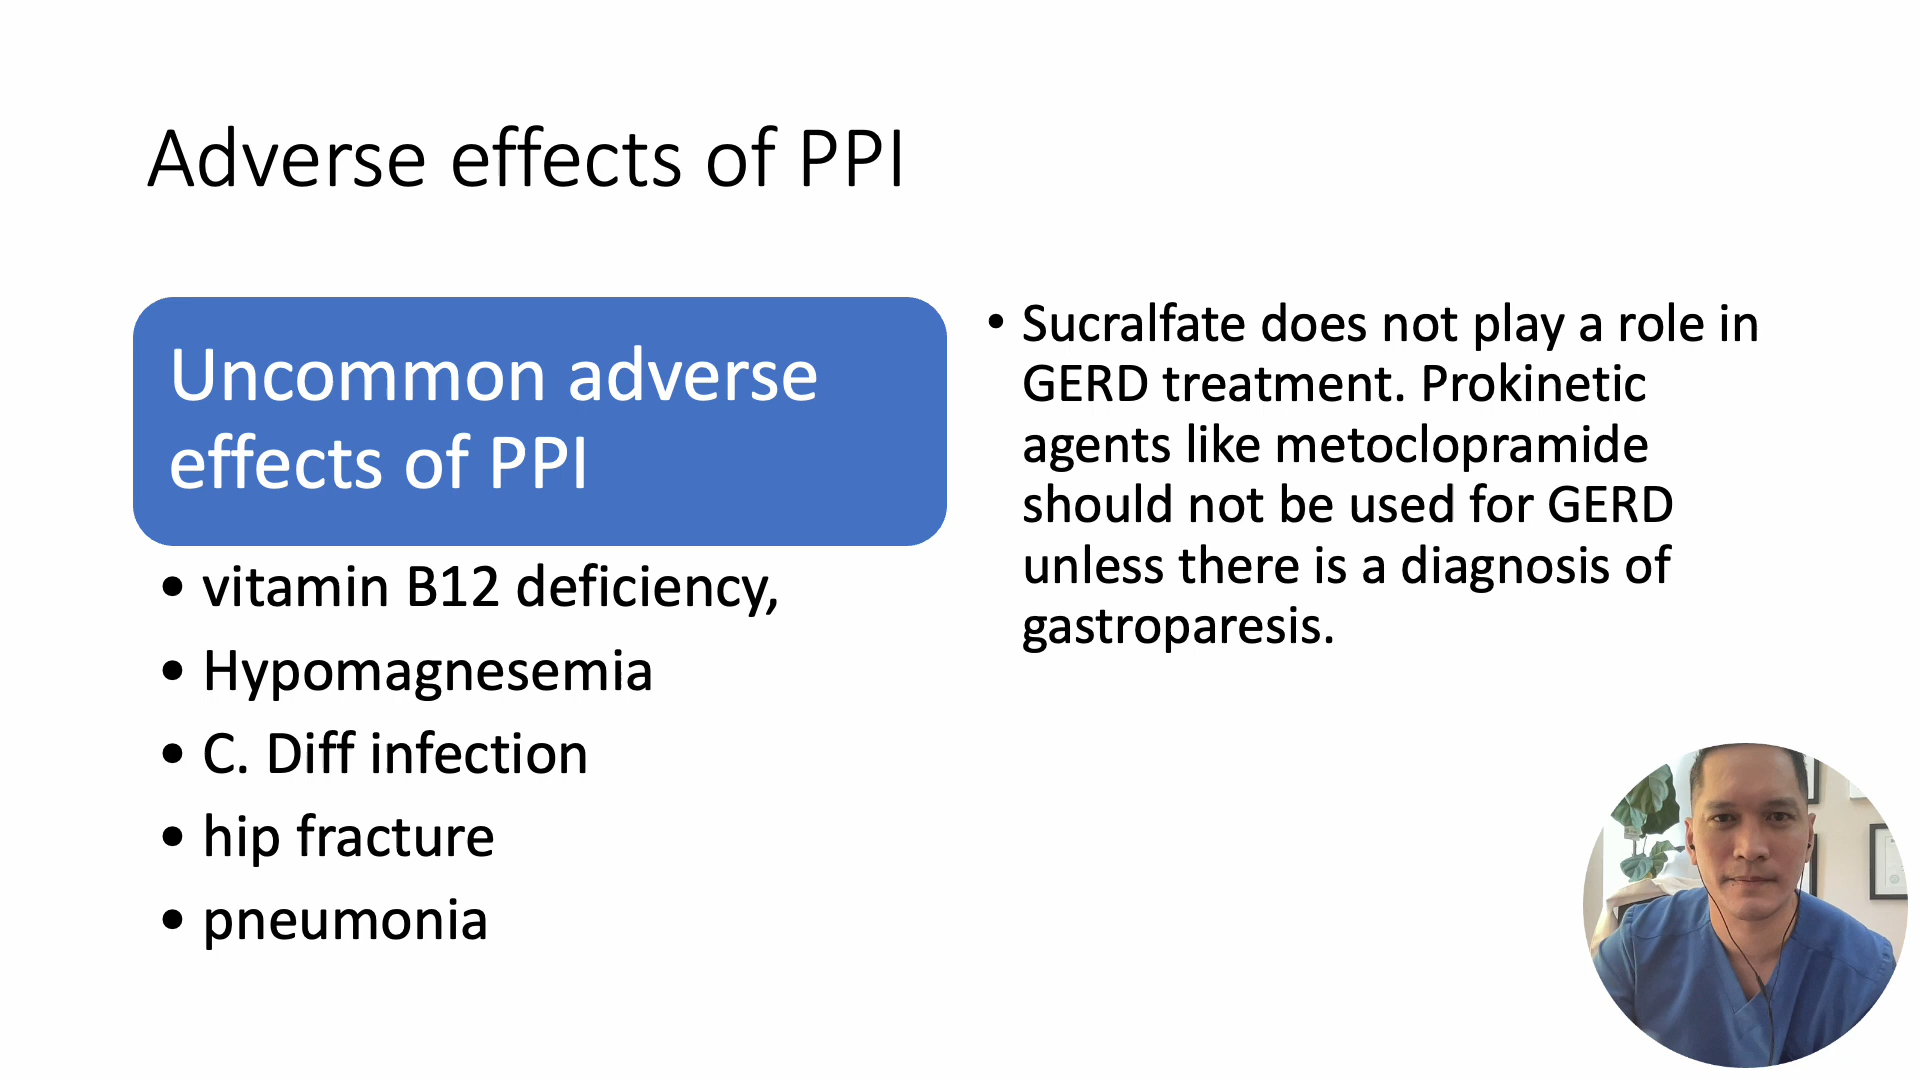 Adverse effects of PPI
Uncommon adverse
effects of PPI
• vitamin B12 deficiency,
• Hypomagnesemia
• C. Diff infection
• hip fracture
• pneumonia
• Sucralfate does not play a role in
GERD treatment. Prokinetic
agents like metoclopramide
should not be used for GERD
unless there is a diagnosis of
gastroparesis.